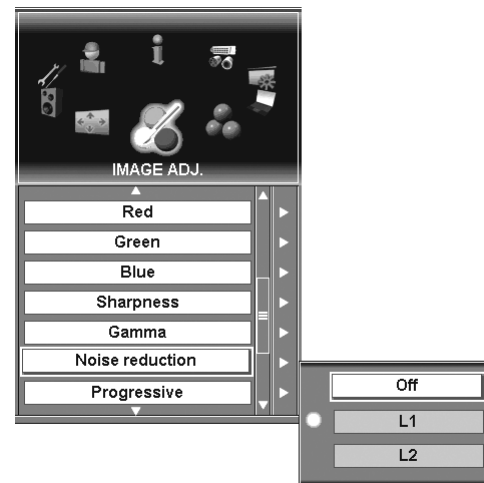 IMAGE ADJ.
Red
Green
Blue
Sharpness
Gamma
Noise reduction
Progressive
Off
L1
L2